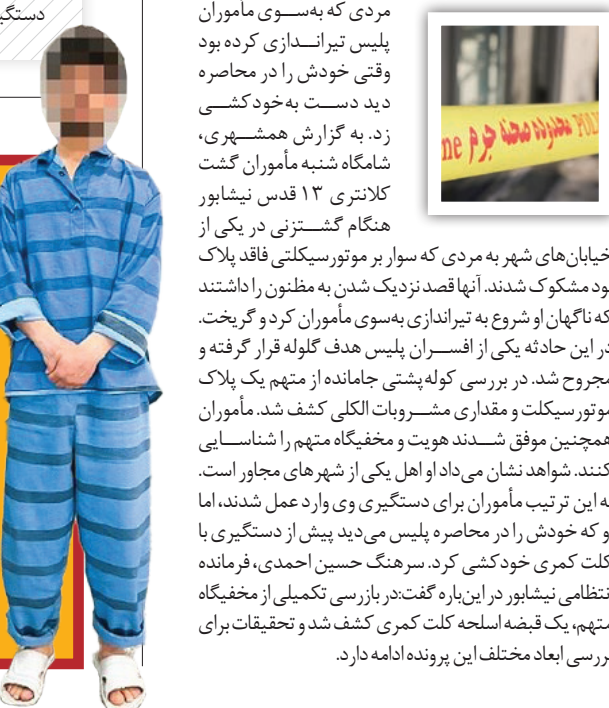 دستگیر
مردی که به‌سوی مأموران
پلیس تیراندازی کرده بود
وقتی خودش را در محاصره
دید دست به خودکشی
زد. به گزارش همشهری،
شامگاه شنبه مأموران گشت
کلانتری ۱۳ قدس نیشابور
هنگام گشت‌زنی در یکی از
خیابان‌های شهر به مردی که سوار بر موتورسیکلتی فاقد پلاک
بود مشکوک شدند. آنها قصد نزدیک شدن به مظنون را داشتند
که ناگهان او شروع به تیراندازی به‌سوی مأموران کرد و گریخت.
در این حادثه یکی از افسران پلیس هدف گلوله قرار گرفته و
مجروح شد. در بررسی کوله‌پشتی جامانده از متهم یک پلاک
موتورسیکلت و مقداری مشروبات الکلی کشف شد. مأموران
همچنین موفق شدند هویت و مخفیگاه متهم را شناسایی
کنند. شواهد نشان می‌داد او اهل یکی از شهرهای مجاور است.
به این ترتیب مأموران برای دستگیری وی وارد عمل شدند، اما
او که خودش را در محاصره پلیس می‌دید پیش از دستگیری با
کلت کمری خودکشی کرد. سرهنگ حسین احمدی، فرمانده
انتظامی نیشابور در این‌باره گفت:در بازرسی تکمیلی از مخفیگاه
متهم، یک قبضه اسلحه کلت کمری کشف شد و تحقیقات برای
بررسی ابعاد مختلف این پرونده ادامه دارد.
ne محدوده صحنه جرم POLI